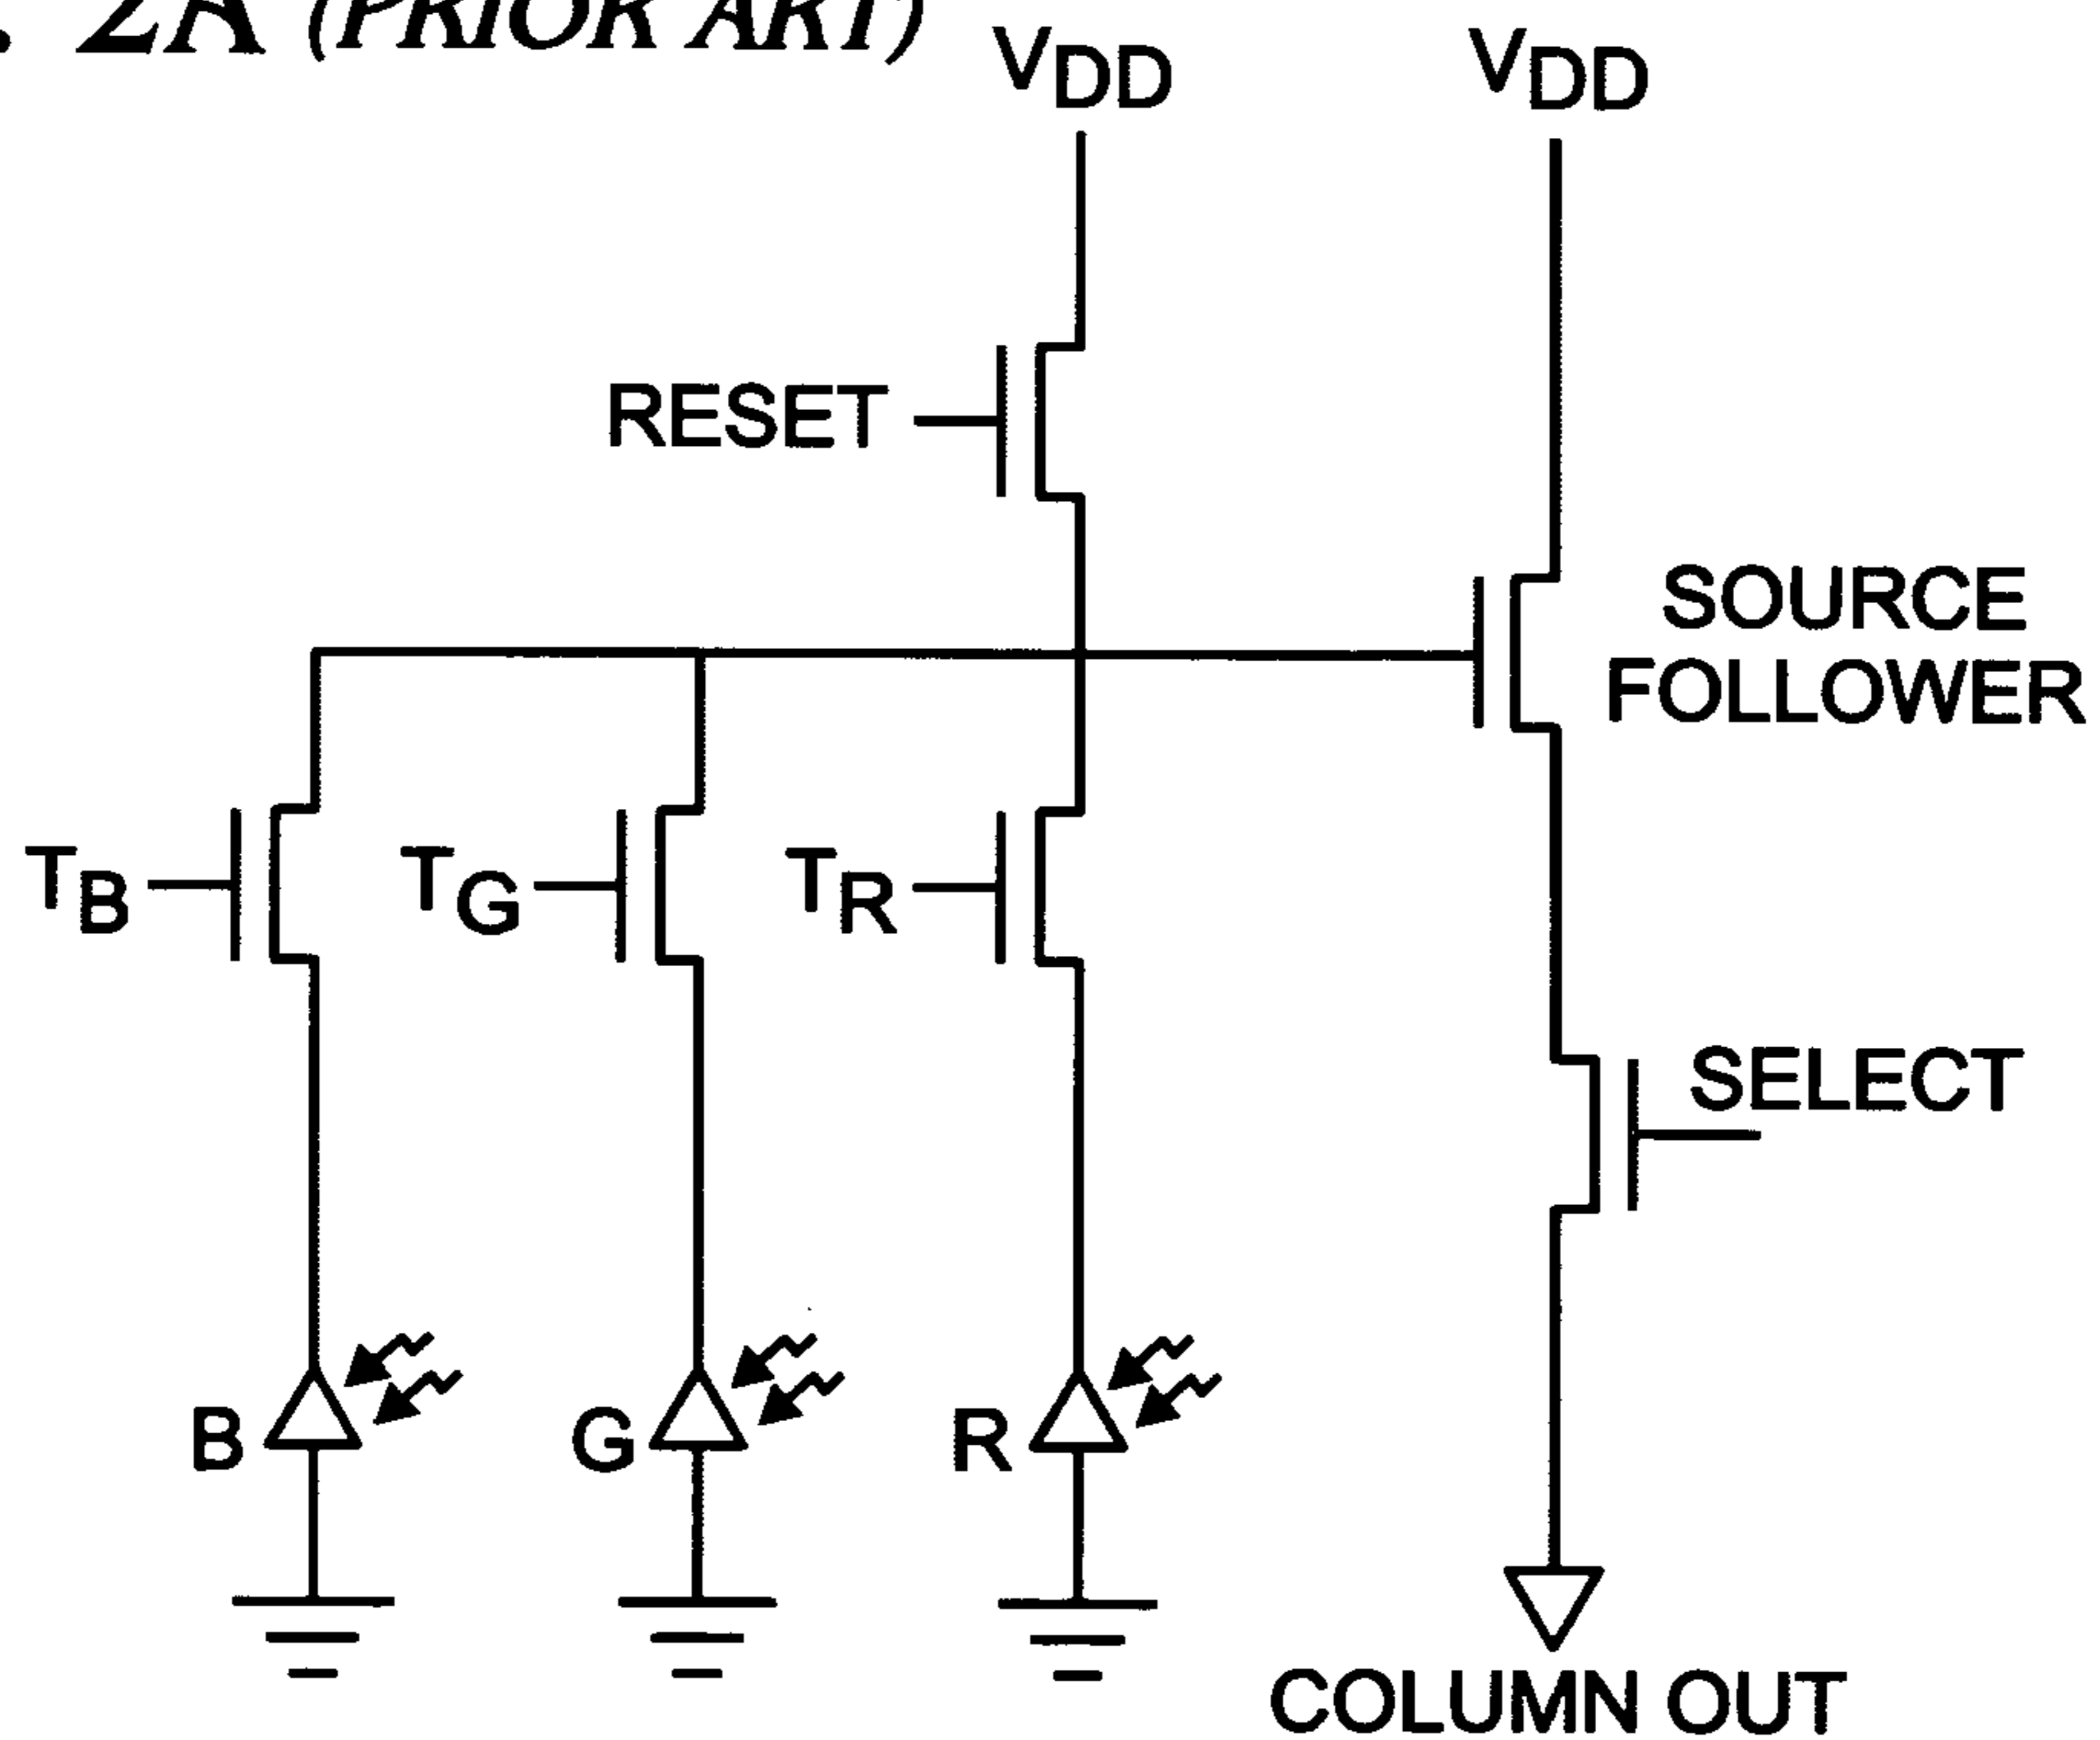 2A (PRIOR ART)
VDD
VDD
RESET
SOURCE
FOLLOWER
TB
TG
TR
SELECT
B
G
R
COLUMN OUT